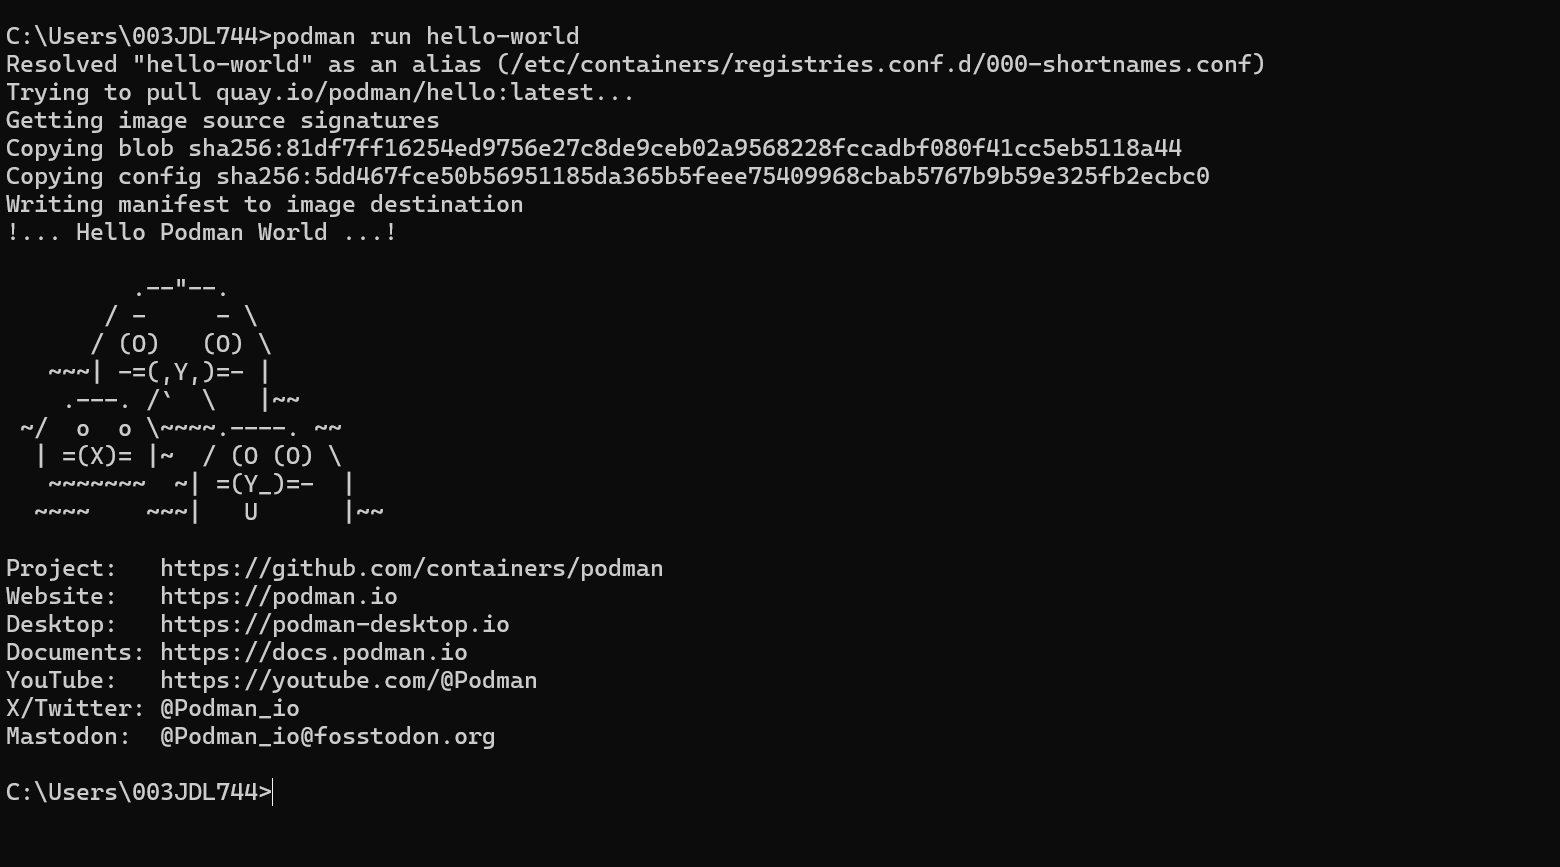 C:\Users\003JDL744>podman run hello-world
Resolved "hello-world" as an alias (/etc/containers/registries.conf.d/000-shortnames.conf)
Trying to pull quay.io/podman/hello:latest...
Getting image source signatures
Copying blob sha256:81df7ff16254ed9756e27c8de9ceb02a9568228fccadbf080f41cc5eb5118a44
Copying config sha256:5dd467fce50b56951185da365b5feee75409968cbab5767b9b59e325fb2ecbc0
Writing manifest to image destination
!... Hello Podman World ...!

         .--"--.
       / -     - \
      / (O)   (O) \
   ~~~| -=(,Y,)=- |
    .---. /`  \   |~~
 ~/  o  o \~~~~.----. ~~
  | =(X)= |~  / (O (O) \
   ~~~~~~~  ~| =(Y_)=-  |
  ~~~~    ~~~|   U      |~~

Project:   https://github.com/containers/podman
Website:   https://podman.io
Desktop:   https://podman-desktop.io
Documents: https://docs.podman.io
YouTube:   https://youtube.com/@Podman
X/Twitter: @Podman_io
Mastodon:  @Podman_io@fosstodon.org

C:\Users\003JDL744>